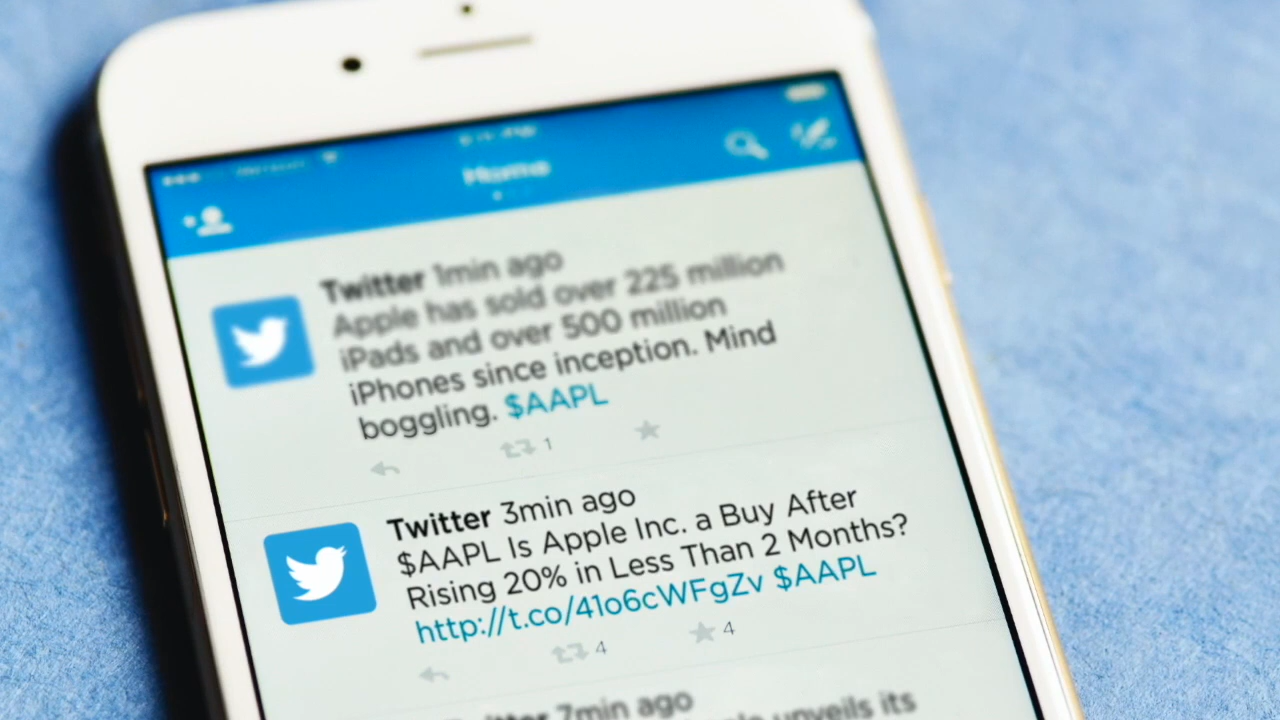 Home
Twitter 1min ago
Apple has sold over 225 million
iPads and over 500 million
iPhones since inception. Mind
boggling. $AAPL
1
Twitter 3min ago
$AAPL Is Apple Inc. a Buy After
Rising 20% in Less Than 2 Months?
http://t.co/41o6cWFgZv $AAPL
4 4
Twitter 7min ago
unveils its